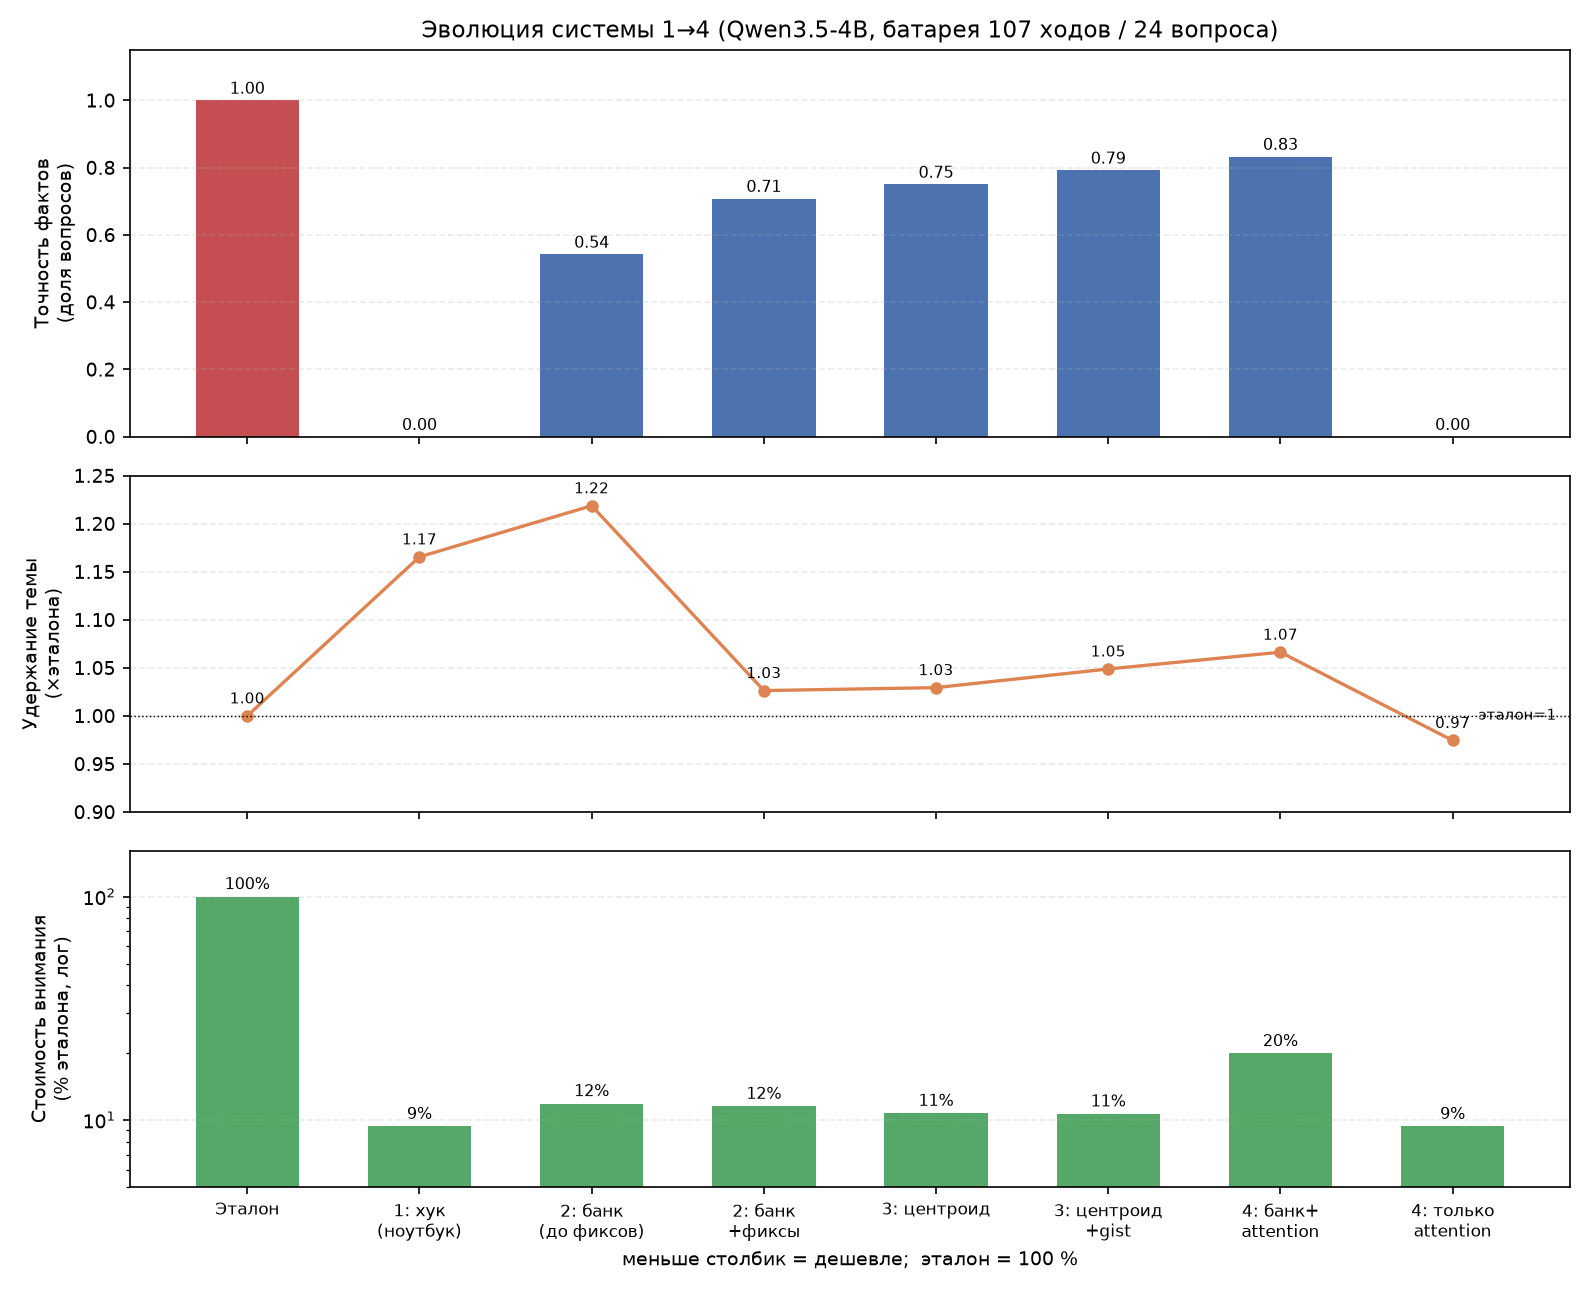 Эволюция системы 1→4 (Qwen3.5-4B, батарея 107 ходов / 24 вопроса)
Точность фактов
(доля вопросов)
1.0
0.8
0.6
0.4
0.2
0.0
1.00
0.00
0.54
0.71
0.75
0.79
0.83
0.00
Удержание темы
(×эталона)
1.25
1.20
1.15
1.10
1.05
1.00
0.95
0.90
1.00
1.17
1.22
1.03
1.03
1.05
1.07
0.97
эталон=1
Стоимость внимания
(% эталона, лог)
10²
10¹
100%
9%
12%
12%
11%
11%
20%
9%
Эталон
1: хук
(ноутбук)
2: банк
(до фиксов)
2: банк
+фиксы
3: центроид
3: центроид
+gist
4: банк+
attention
4: только
attention
меньше столбик = дешевле;  эталон = 100 %